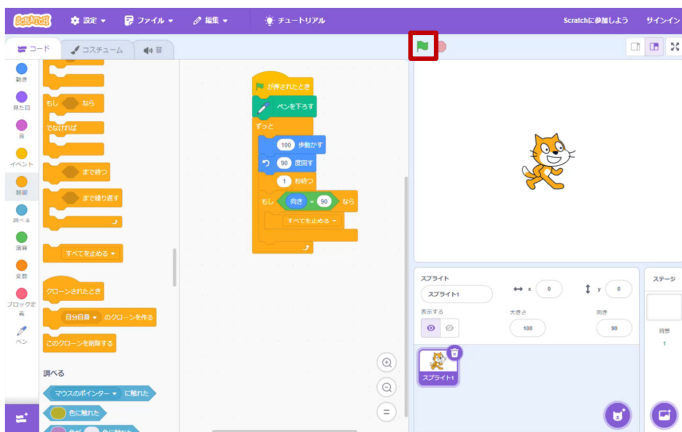 SCRATCH
設定
ファイル
編集
チュートリアル
Scratchに参加しよう
サインイン
コード
コスチューム
音
動き
見た目
音
イベント
制御
調べる
演算
変数
ブロック定義
ペン
もし なら
でなければ
まで待つ
まで繰り返す
すべてを止める
クローンされたとき
自分自身 のクローンを作る
このクローンを削除する
調べる
マウスのポインター に触れた
色に触れた
が押されたとき
ペンを下ろす
ずっと
100 歩動かす
90 度回す
1 秒待つ
もし 向き = 90 なら
すべてを止める
スプライト
スプライト1
x 0
y 0
表示する
大きさ
100
向き
90
スプライト1
ステージ
背景
1